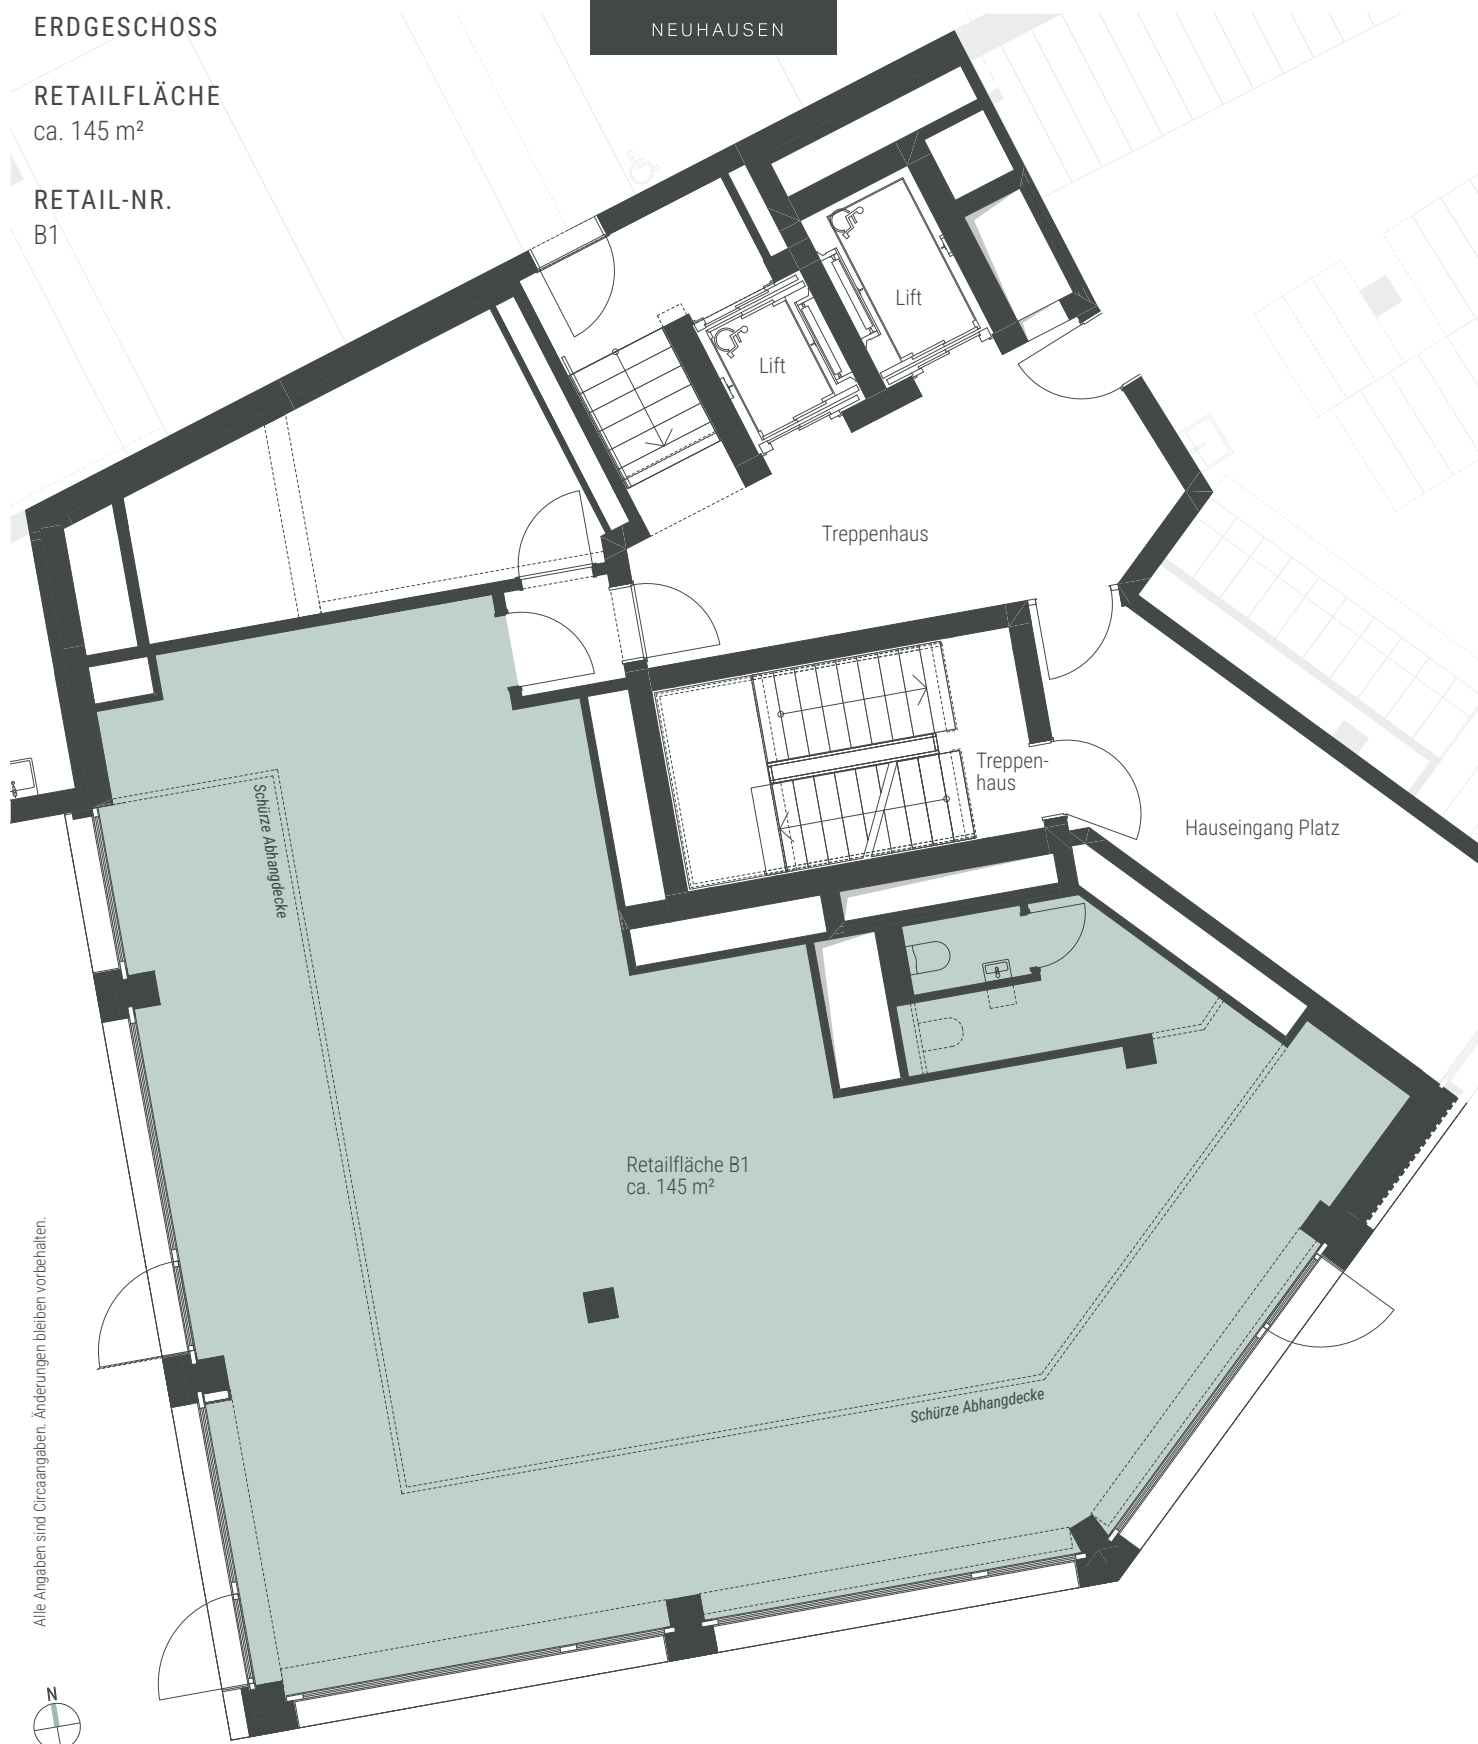 ERDGESCHOSS
NEUHAUSEN
RETAILFLÄCHE
ca. 145 m²
RETAIL-NR.
B1
Lift
Lift
Treppenhaus
Treppen-
haus
Hauseingang Platz
Schürze Abhangdecke
Retailfläche B1
ca. 145 m²
Schürze Abhangdecke
Alle Angaben sind Circaangaben. Änderungen bleiben vorbehalten.
N